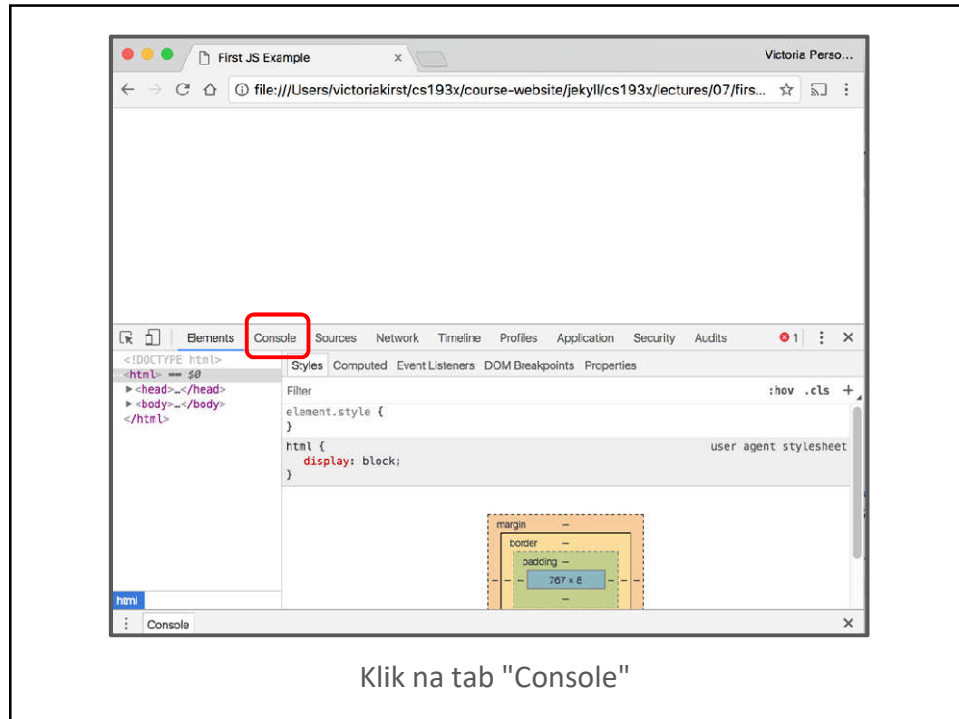 First JS Example x
Victoria Perso...
file:///Users/victoriakirst/cs193x/course-website/jekyll/cs193x/lectures/07/firs...
Elements Console Sources Network Timeline Profiles Application Security Audits 1
<!DOCTYPE html>
<html> == $0
<head>…</head>
<body>…</body>
</html>
html
Styles Computed Event Listeners DOM Breakpoints Properties
Filter :hov .cls +
element.style {
}
html { user agent stylesheet
display: block;
}
margin –
border –
padding –
– – – 767 × 8 – – –
–
Console
Klik na tab "Console"